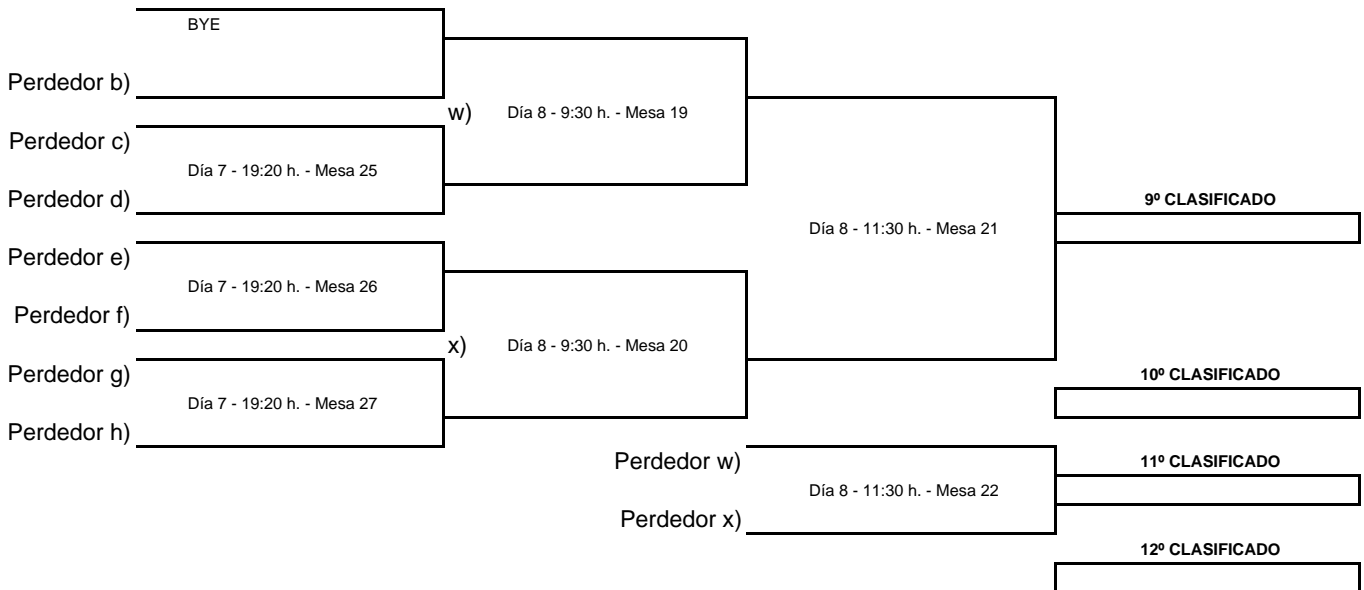 BYE
Perdedor b)
w) Día 8 - 9:30 h. - Mesa 19
Perdedor c)
Día 7 - 19:20 h. - Mesa 25
Perdedor d)
9º CLASIFICADO
Día 8 - 11:30 h. - Mesa 21
Perdedor e)
Día 7 - 19:20 h. - Mesa 26
Perdedor f)
x) Día 8 - 9:30 h. - Mesa 20
Perdedor g)
10º CLASIFICADO
Día 7 - 19:20 h. - Mesa 27
Perdedor h)
Perdedor w)
11º CLASIFICADO
Día 8 - 11:30 h. - Mesa 22
Perdedor x)
12º CLASIFICADO